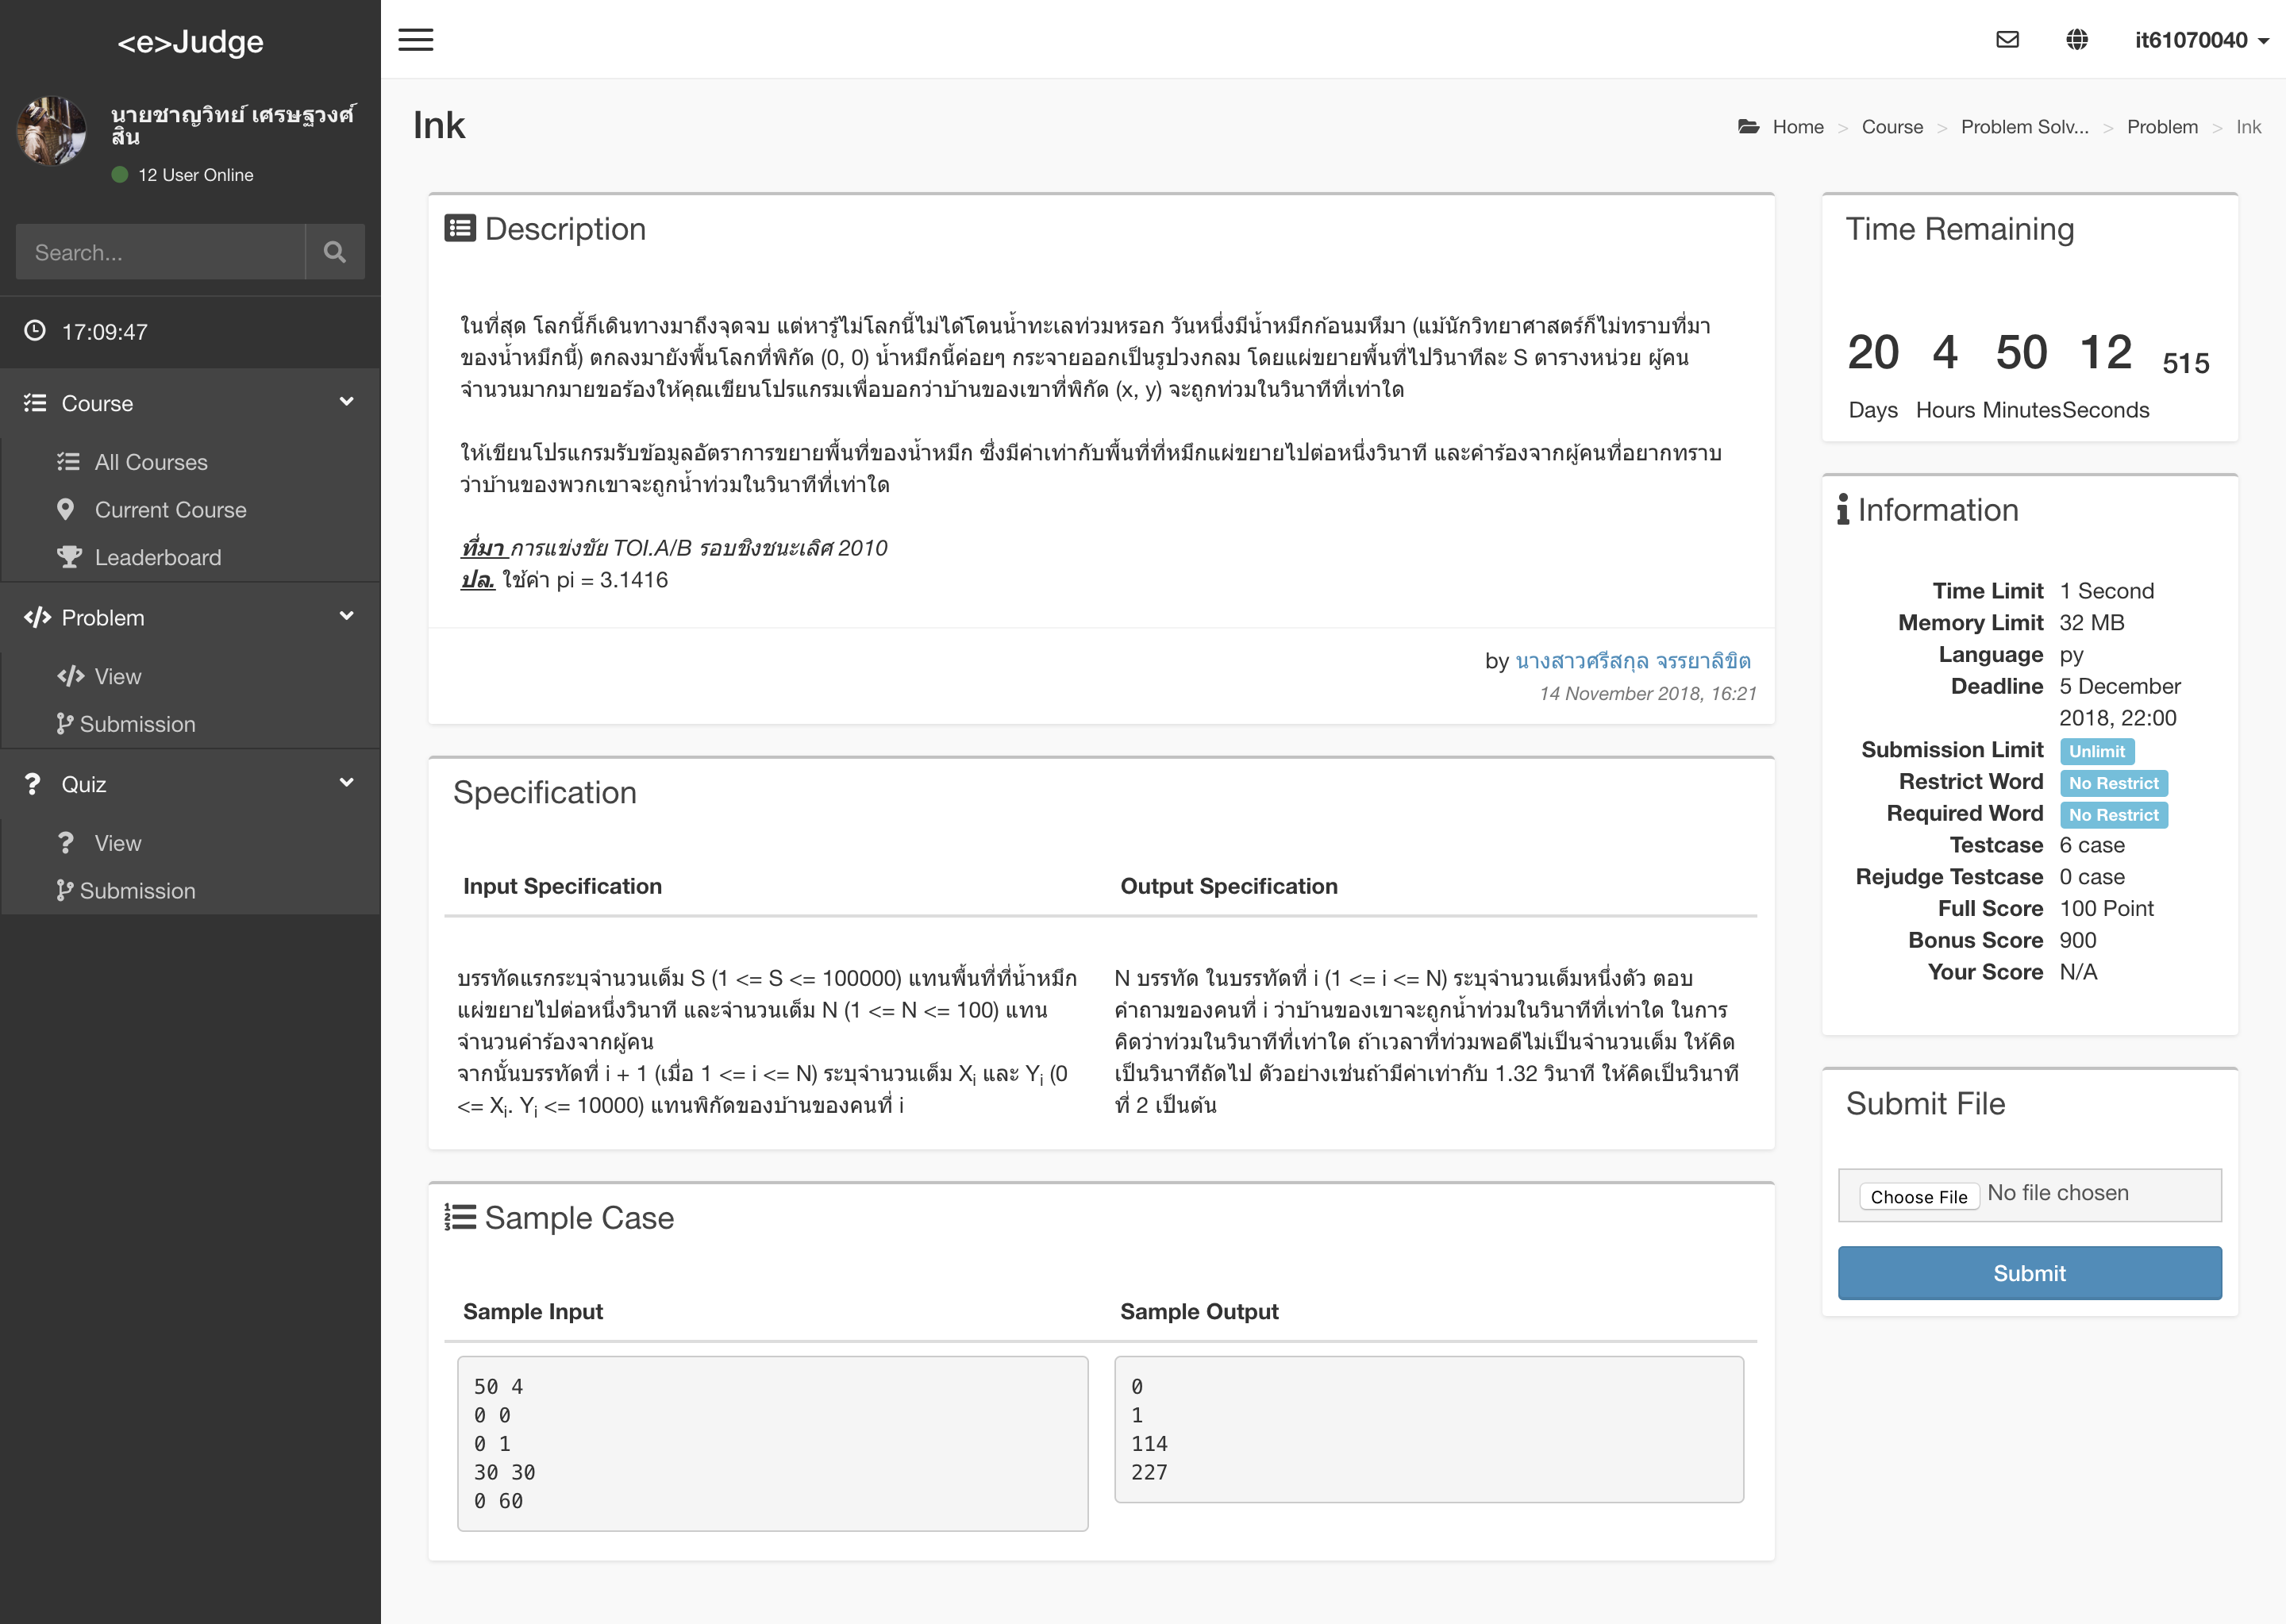 <e>Judge
นายชาญวิทย์ เศรษฐวงศ์
สิน
12 User Online
Search...
17:09:47
Course
All Courses
Current Course
Leaderboard
Problem
View
Submission
Quiz
View
Submission
it61070040
Ink
Home > Course > Problem Solv... > Problem > Ink
Description
ในที่สุด โลกนี้ก็เดินทางมาถึงจุดจบ แต่หารู้ไม่โลกนี้ไม่ได้โดนน้ำทะเลท่วมหรอก วันหนึ่งมีน้ำหมึกก้อนมหึมา (แม้นักวิทยาศาสตร์ก็ไม่ทราบที่มา
ของน้ำหมึกนี้) ตกลงมายังพื้นโลกที่พิกัด (0, 0) น้ำหมึกนี้ค่อยๆ กระจายออกเป็นรูปวงกลม โดยแผ่ขยายพื้นที่ไปวินาทีละ S ตารางหน่วย ผู้คน
จำนวนมากมายขอร้องให้คุณเขียนโปรแกรมเพื่อบอกว่าบ้านของเขาที่พิกัด (x, y) จะถูกท่วมในวินาทีที่เท่าใด
ให้เขียนโปรแกรมรับข้อมูลอัตราการขยายพื้นที่ของน้ำหมึก ซึ่งมีค่าเท่ากับพื้นที่ที่หมึกแผ่ขยายไปต่อหนึ่งวินาที และคำร้องจากผู้คนที่อยากทราบ
ว่าบ้านของพวกเขาจะถูกน้ำท่วมในวินาทีที่เท่าใด
ที่มา การแข่งขัย TOI.A/B รอบชิงชนะเลิศ 2010
ปล. ใช้ค่า pi = 3.1416
by นางสาวศรีสกุล จรรยาลิขิต
14 November 2018, 16:21
Specification
Input Specification
บรรทัดแรกระบุจำนวนเต็ม S (1 <= S <= 100000) แทนพื้นที่ที่น้ำหมึก
แผ่ขยายไปต่อหนึ่งวินาที และจำนวนเต็ม N (1 <= N <= 100) แทน
จำนวนคำร้องจากผู้คน
จากนั้นบรรทัดที่ i + 1 (เมื่อ 1 <= i <= N) ระบุจำนวนเต็ม Xi และ Yi (0
<= Xi. Yi <= 10000) แทนพิกัดของบ้านของคนที่ i
Output Specification
N บรรทัด ในบรรทัดที่ i (1 <= i <= N) ระบุจำนวนเต็มหนึ่งตัว ตอบ
คำถามของคนที่ i ว่าบ้านของเขาจะถูกน้ำท่วมในวินาทีที่เท่าใด ในการ
คิดว่าท่วมในวินาทีที่เท่าใด ถ้าเวลาที่ท่วมพอดีไม่เป็นจำนวนเต็ม ให้คิด
เป็นวินาทีถัดไป ตัวอย่างเช่นถ้ามีค่าเท่ากับ 1.32 วินาที ให้คิดเป็นวินาที
ที่ 2 เป็นต้น
Sample Case
Sample Input
50 4
0 0
0 1
30 30
0 60
Sample Output
0
1
114
227
Time Remaining
20 4 50 12 515
Days Hours Minutes Seconds
Information
Time Limit 1 Second
Memory Limit 32 MB
Language py
Deadline 5 December
2018, 22:00
Submission Limit Unlimit
Restrict Word No Restrict
Required Word No Restrict
Testcase 6 case
Rejudge Testcase 0 case
Full Score 100 Point
Bonus Score 900
Your Score N/A
Submit File
Choose File No file chosen
Submit